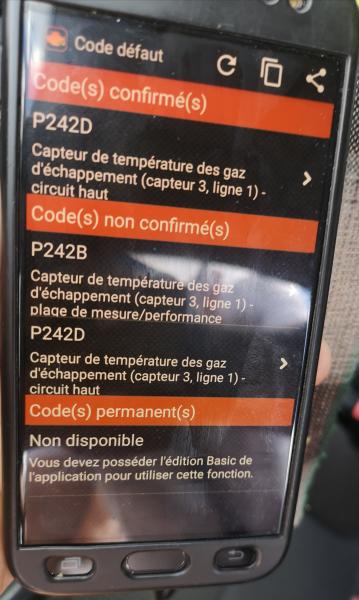 Code défaut
Code(s) confirmé(s)
P242D
Capteur de température des gaz
d'échappement (capteur 3, ligne 1) -
circuit haut
Code(s) non confirmé(s)
P242B
Capteur de température des gaz
d'échappement (capteur 3, ligne 1) -
plage de mesure/performance
P242D
Capteur de température des gaz
d'échappement (capteur 3, ligne 1) -
circuit haut
Code(s) permanent(s)
Non disponible
Vous devez posséder l'édition Basic de
l'application pour utiliser cette fonction.